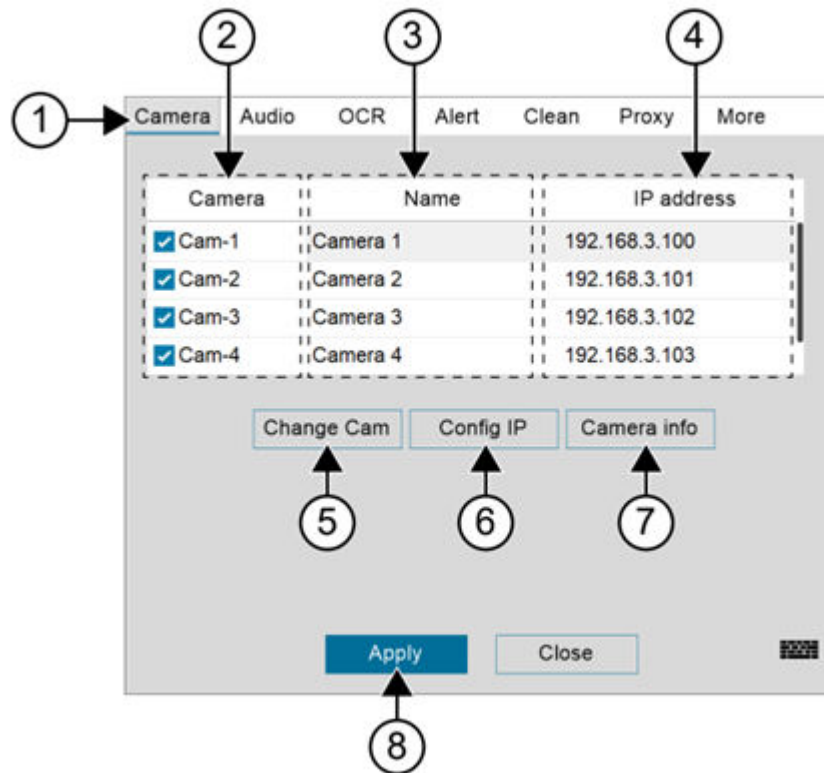 2 3 4
1 Camera Audio OCR Alert Clean Proxy More
Camera Name IP address
Cam-1 Camera 1 192.168.3.100
Cam-2 Camera 2 192.168.3.101
Cam-3 Camera 3 192.168.3.102
Cam-4 Camera 4 192.168.3.103
Change Cam Config IP Camera info
5 6 7
Apply Close
8